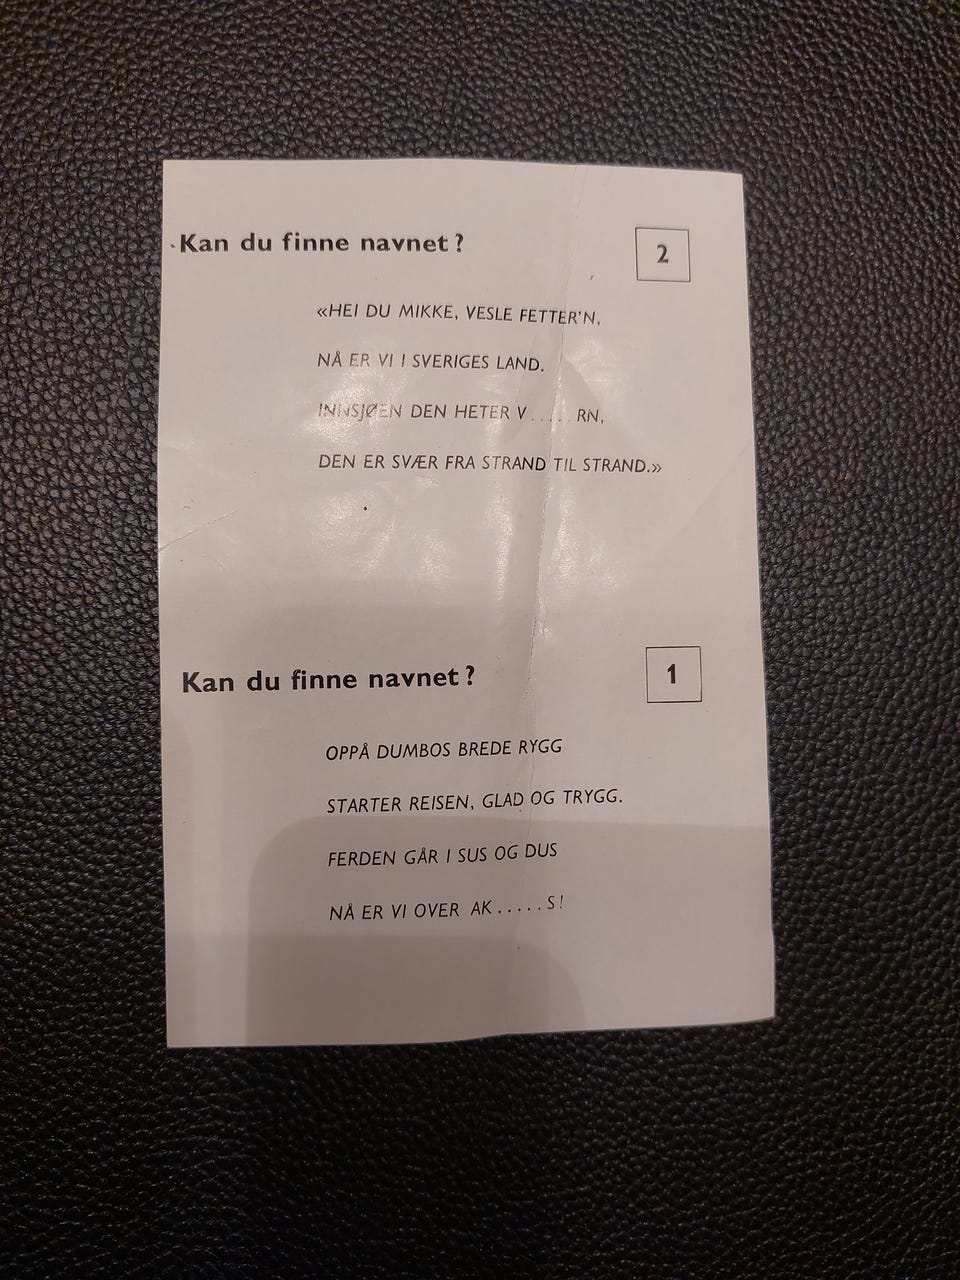 Kan du finne navnet?
2
«HEI DU MIKKE, VESLE FETTER'N,
NÅ ER VI I SVERIGES LAND.
INNSJØEN DEN HETER V.....RN,
DEN ER SVÆR FRA STRAND TIL STRAND.»
Kan du finne navnet?
1
OPPÅ DUMBOS BREDE RYGG
STARTER REISEN, GLAD OG TRYGG.
FERDEN GÅR I SUS OG DUS
NÅ ER VI OVER AK.....S!